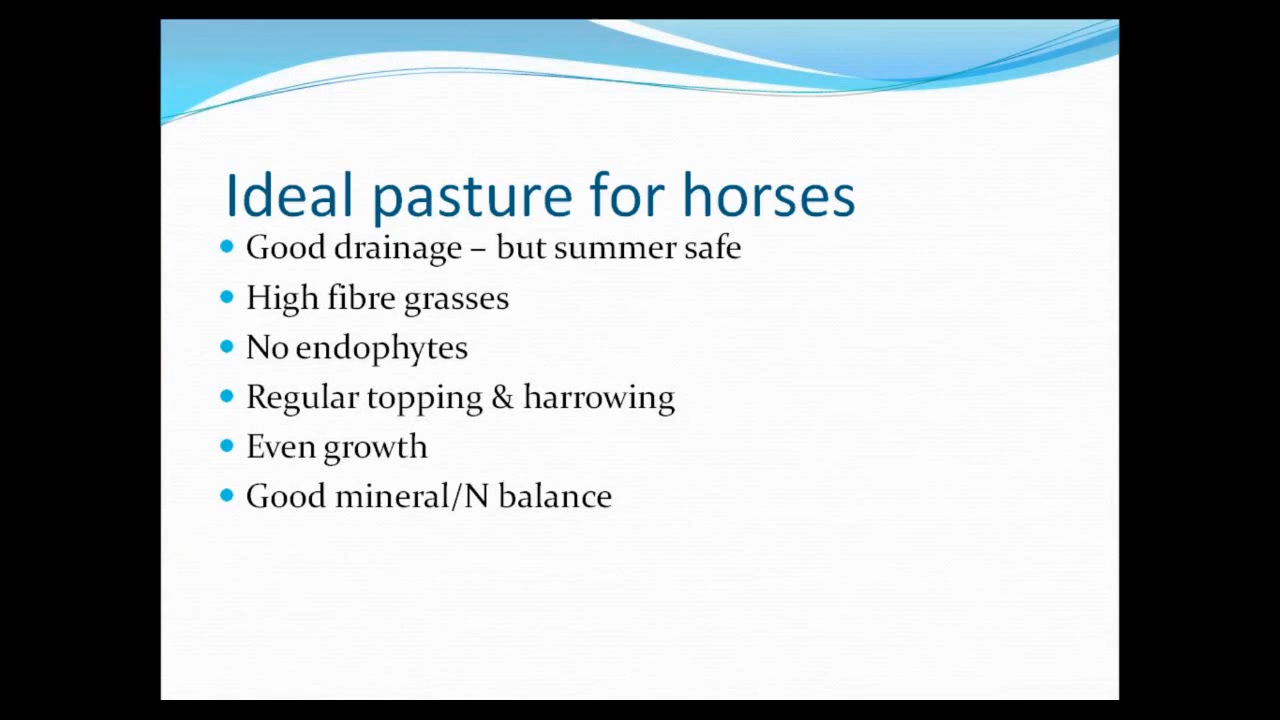 Ideal pasture for horses
Good drainage – but summer safe
High fibre grasses
No endophytes
Regular topping & harrowing
Even growth
Good mineral/N balance